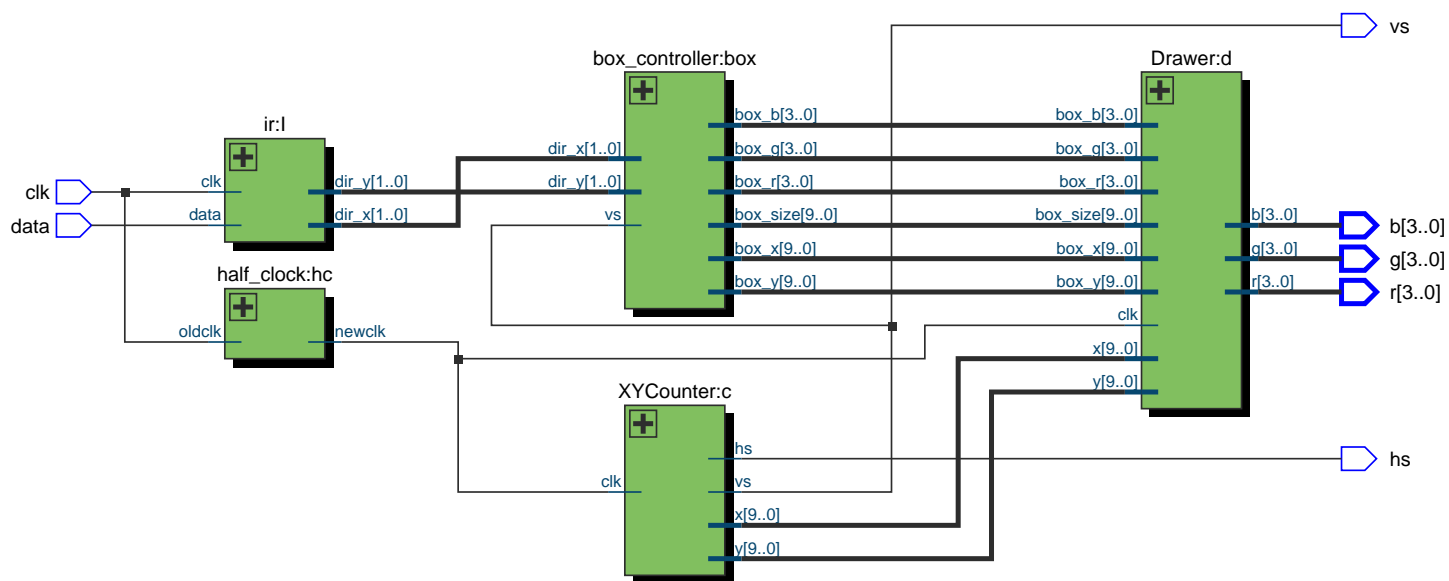 vs
box_controller:box
Drawer:d
box_b[3..0]
box_b[3..0]
ir:I
dir_x[1..0]
box_g[3..0]
box_g[3..0]
clk
clk
dir_y[1..0]
dir_y[1..0]
box_r[3..0]
box_r[3..0]
data
data
dir_x[1..0]
vs
box_size[9..0]
box_size[9..0]
b[3..0]
b[3..0]
box_x[9..0]
box_x[9..0]
g[3..0]
g[3..0]
half_clock:hc
box_y[9..0]
box_y[9..0]
r[3..0]
r[3..0]
oldclk
newclk
clk
x[9..0]
y[9..0]
XYCounter:c
hs
hs
clk
vs
x[9..0]
y[9..0]